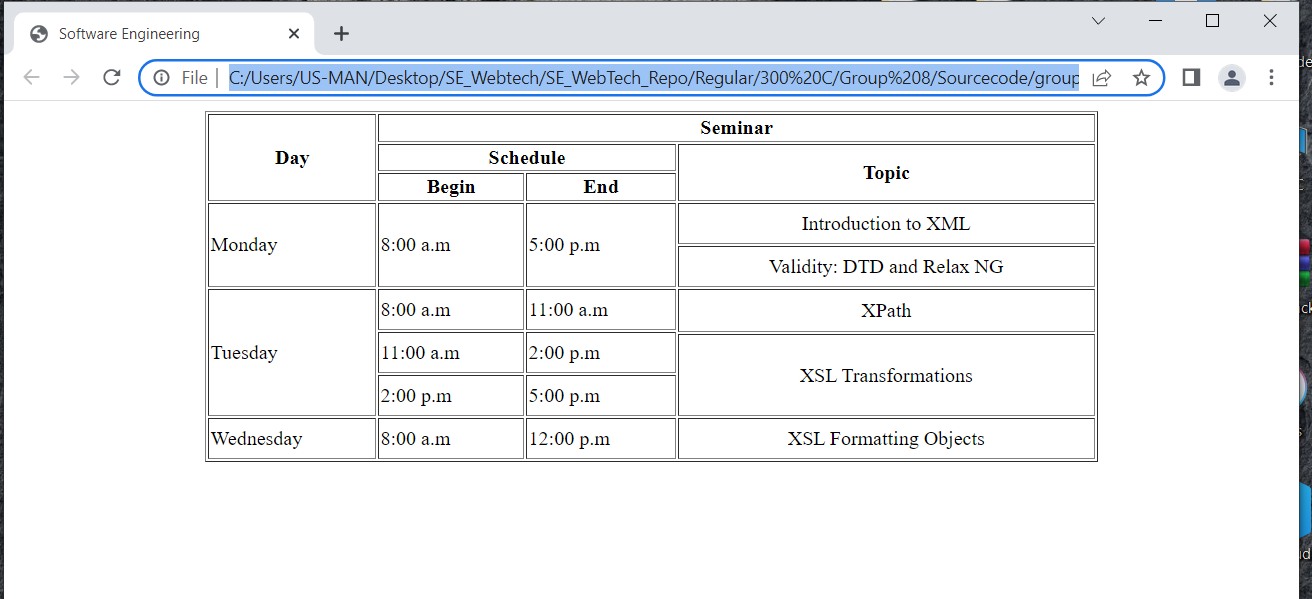 Software Engineering
File | C:/Users/US-MAN/Desktop/SE_Webtech/SE_WebTech_Repo/Regular/300%20C/Group%208/Sourcecode/group
Day
Seminar
Schedule
Topic
Begin End
Monday 8:00 a.m 5:00 p.m Introduction to XML
Validity: DTD and Relax NG
Tuesday 8:00 a.m 11:00 a.m XPath
11:00 a.m 2:00 p.m XSL Transformations
2:00 p.m 5:00 p.m
Wednesday 8:00 a.m 12:00 p.m XSL Formatting Objects